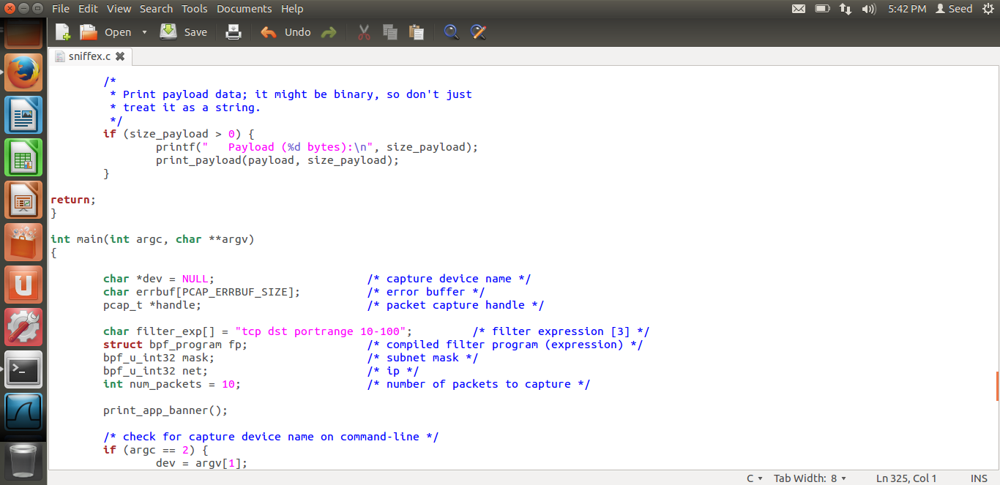 File Edit View Search Tools Documents Help 5:42 PM Seed
Open Save Undo
sniffex.c
/*
* Print payload data; it might be binary, so don't just
* treat it as a string.
*/
if (size_payload > 0) {
printf("   Payload (%d bytes):\n", size_payload);
print_payload(payload, size_payload);
}
return;
}
int main(int argc, char **argv)
{
char *dev = NULL; /* capture device name */
char errbuf[PCAP_ERRBUF_SIZE]; /* error buffer */
pcap_t *handle; /* packet capture handle */
char filter_exp[] = "tcp dst portrange 10-100"; /* filter expression [3] */
struct bpf_program fp; /* compiled filter program (expression) */
bpf_u_int32 mask; /* subnet mask */
bpf_u_int32 net; /* ip */
int num_packets = 10; /* number of packets to capture */
print_app_banner();
/* check for capture device name on command-line */
if (argc == 2) {
dev = argv[1];
C Tab Width: 8 Ln 325, Col 1 INS